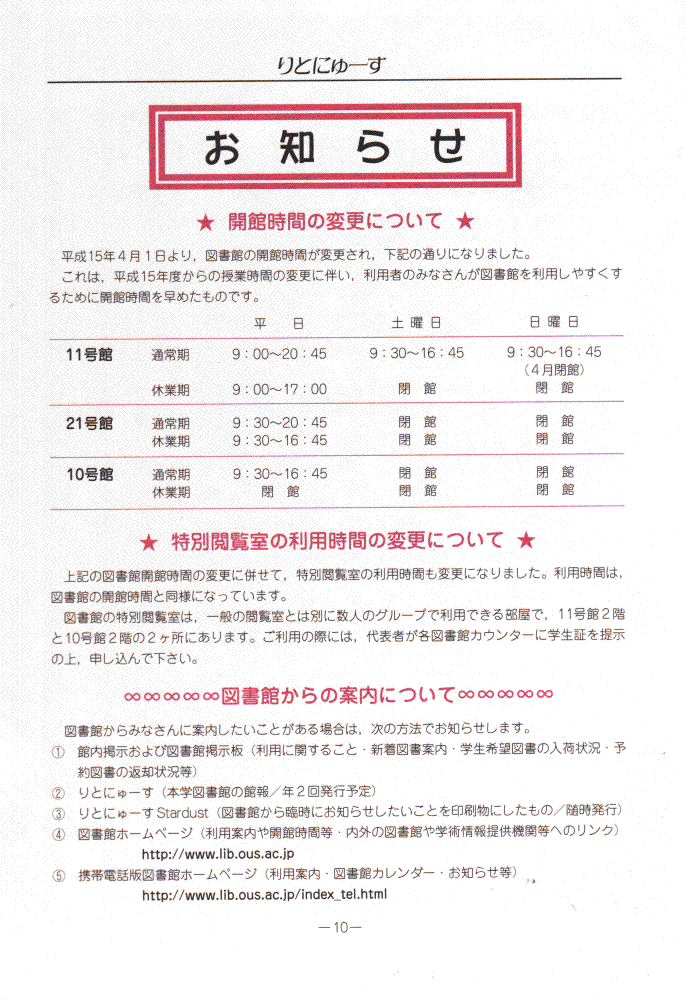 りとにゅーす
お知らせ
★ 開館時間の変更について ★
平成15年4月1日より，図書館の開館時間が変更され，下記の通りになりました。
これは，平成15年度からの授業時間の変更に伴い，利用者のみなさんが図書館を利用しやすくす
るために開館時間を早めたものです。
平　日　土曜日　日曜日
11号館　通常期　9：00〜20：45　9：30〜16：45　9：30〜16：45
（4月閉館）
休業期　9：00〜17：00　閉　館　閉　館
21号館　通常期　9：30〜20：45　閉　館　閉　館
休業期　9：30〜16：45　閉　館　閉　館
10号館　通常期　9：30〜16：45　閉　館　閉　館
休業期　閉　館　閉　館　閉　館
★ 特別閲覧室の利用時間の変更について ★
上記の図書館開館時間の変更に併せて，特別閲覧室の利用時間も変更になりました。利用時間は，
図書館の開館時間と同様になっています。
図書館の特別閲覧室は，一般の閲覧室とは別に数人のグループで利用できる部屋で，11号館2階
と10号館2階の2ヶ所にあります。ご利用の際には，代表者が各図書館カウンターに学生証を提示
の上，申し込んで下さい。
∞∞∞∞∞図書館からの案内について∞∞∞∞∞
図書館からみなさんに案内したいことがある場合は，次の方法でお知らせします。
① 館内掲示および図書館掲示板（利用に関すること・新着図書案内・学生希望図書の入荷状況・予
約図書の返却状況等）
② りとにゅーす（本学図書館の館報／年2回発行予定）
③ りとにゅーす Stardust（図書館から臨時にお知らせしたいことを印刷物にしたもの／随時発行）
④ 図書館ホームページ（利用案内や開館時間等・内外の図書館や学術情報提供機関等へのリンク）
http://www.lib.ous.ac.jp
⑤ 携帯電話版図書館ホームページ（利用案内・図書館カレンダー・お知らせ等）
http://www.lib.ous.ac.jp/index_tel.html
―10―